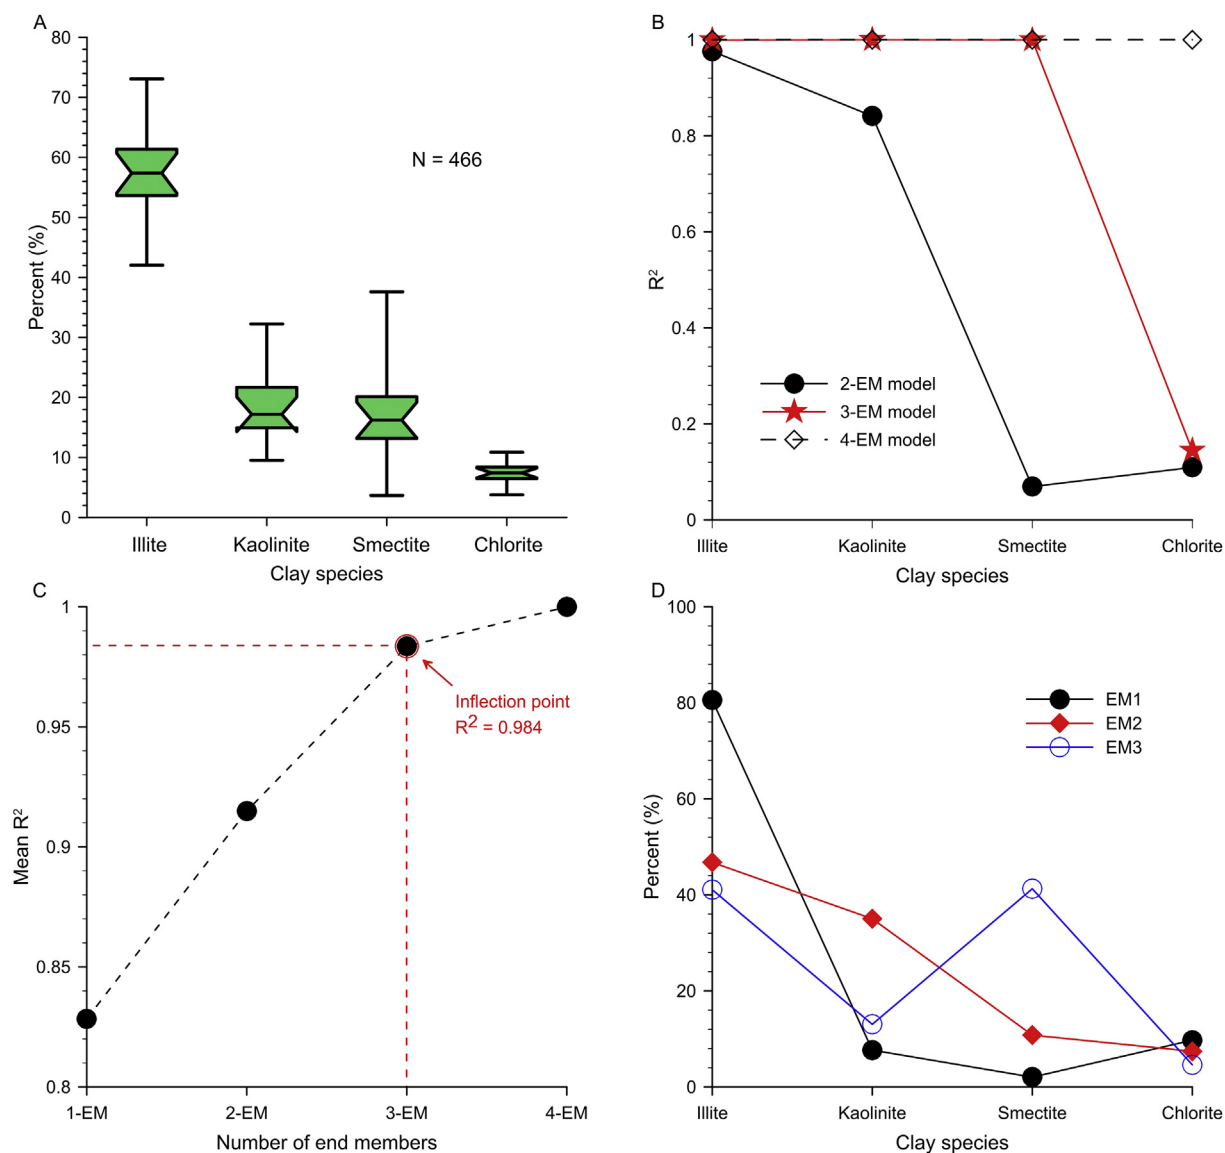 A
80
70
60
50
40
30
20
10
0
Percent (%)
N = 466
Illite Kaolinite Smectite Chlorite
Clay species
B
1
0.8
0.6
0.4
0.2
0
R²
2-EM model
3-EM model
4-EM model
Illite Kaolinite Smectite Chlorite
Clay species
C
1
0.95
0.9
0.85
0.8
Mean R²
Inflection point
R² = 0.984
1-EM 2-EM 3-EM 4-EM
Number of end members
D
100
80
60
40
20
0
Percent (%)
EM1
EM2
EM3
Illite Kaolinite Smectite Chlorite
Clay species